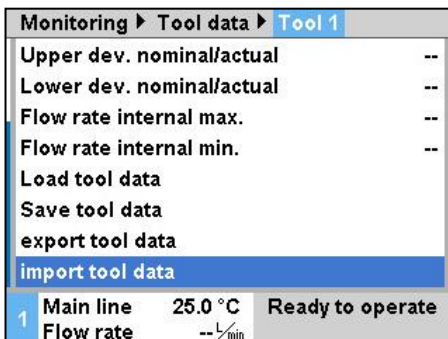 Monitoring ▶ Tool data ▶ Tool 1
Upper dev. nominal/actual --
Lower dev. nominal/actual --
Flow rate internal max. --
Flow rate internal min. --
Load tool data
Save tool data
export tool data
import tool data
1 Main line 25.0 °C Ready to operate
Flow rate -- L/min